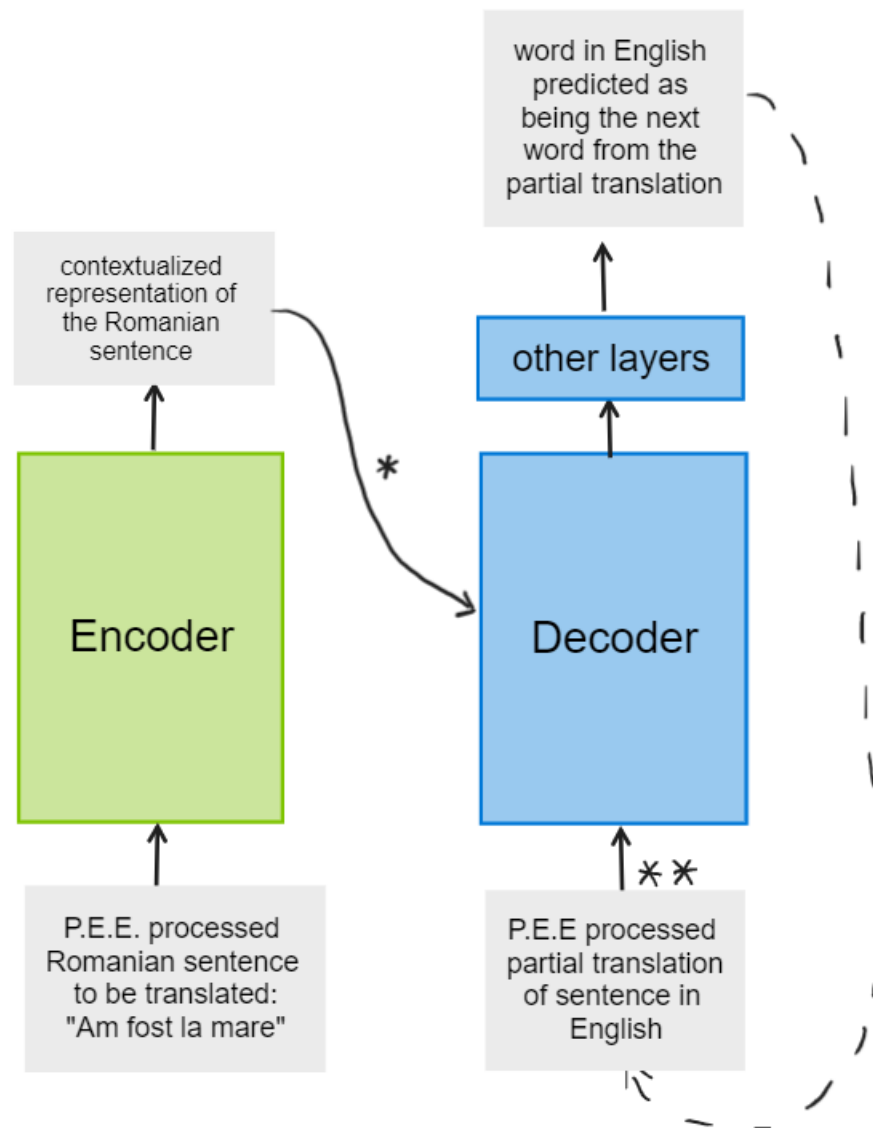 word in English
predicted as
being the next
word from the
partial translation
contextualized
representation of
the Romanian
sentence
other layers
*
Encoder
Decoder
**
P.E.E. processed
Romanian sentence
to be translated:
"Am fost la mare"
P.E.E processed
partial translation
of sentence in
English